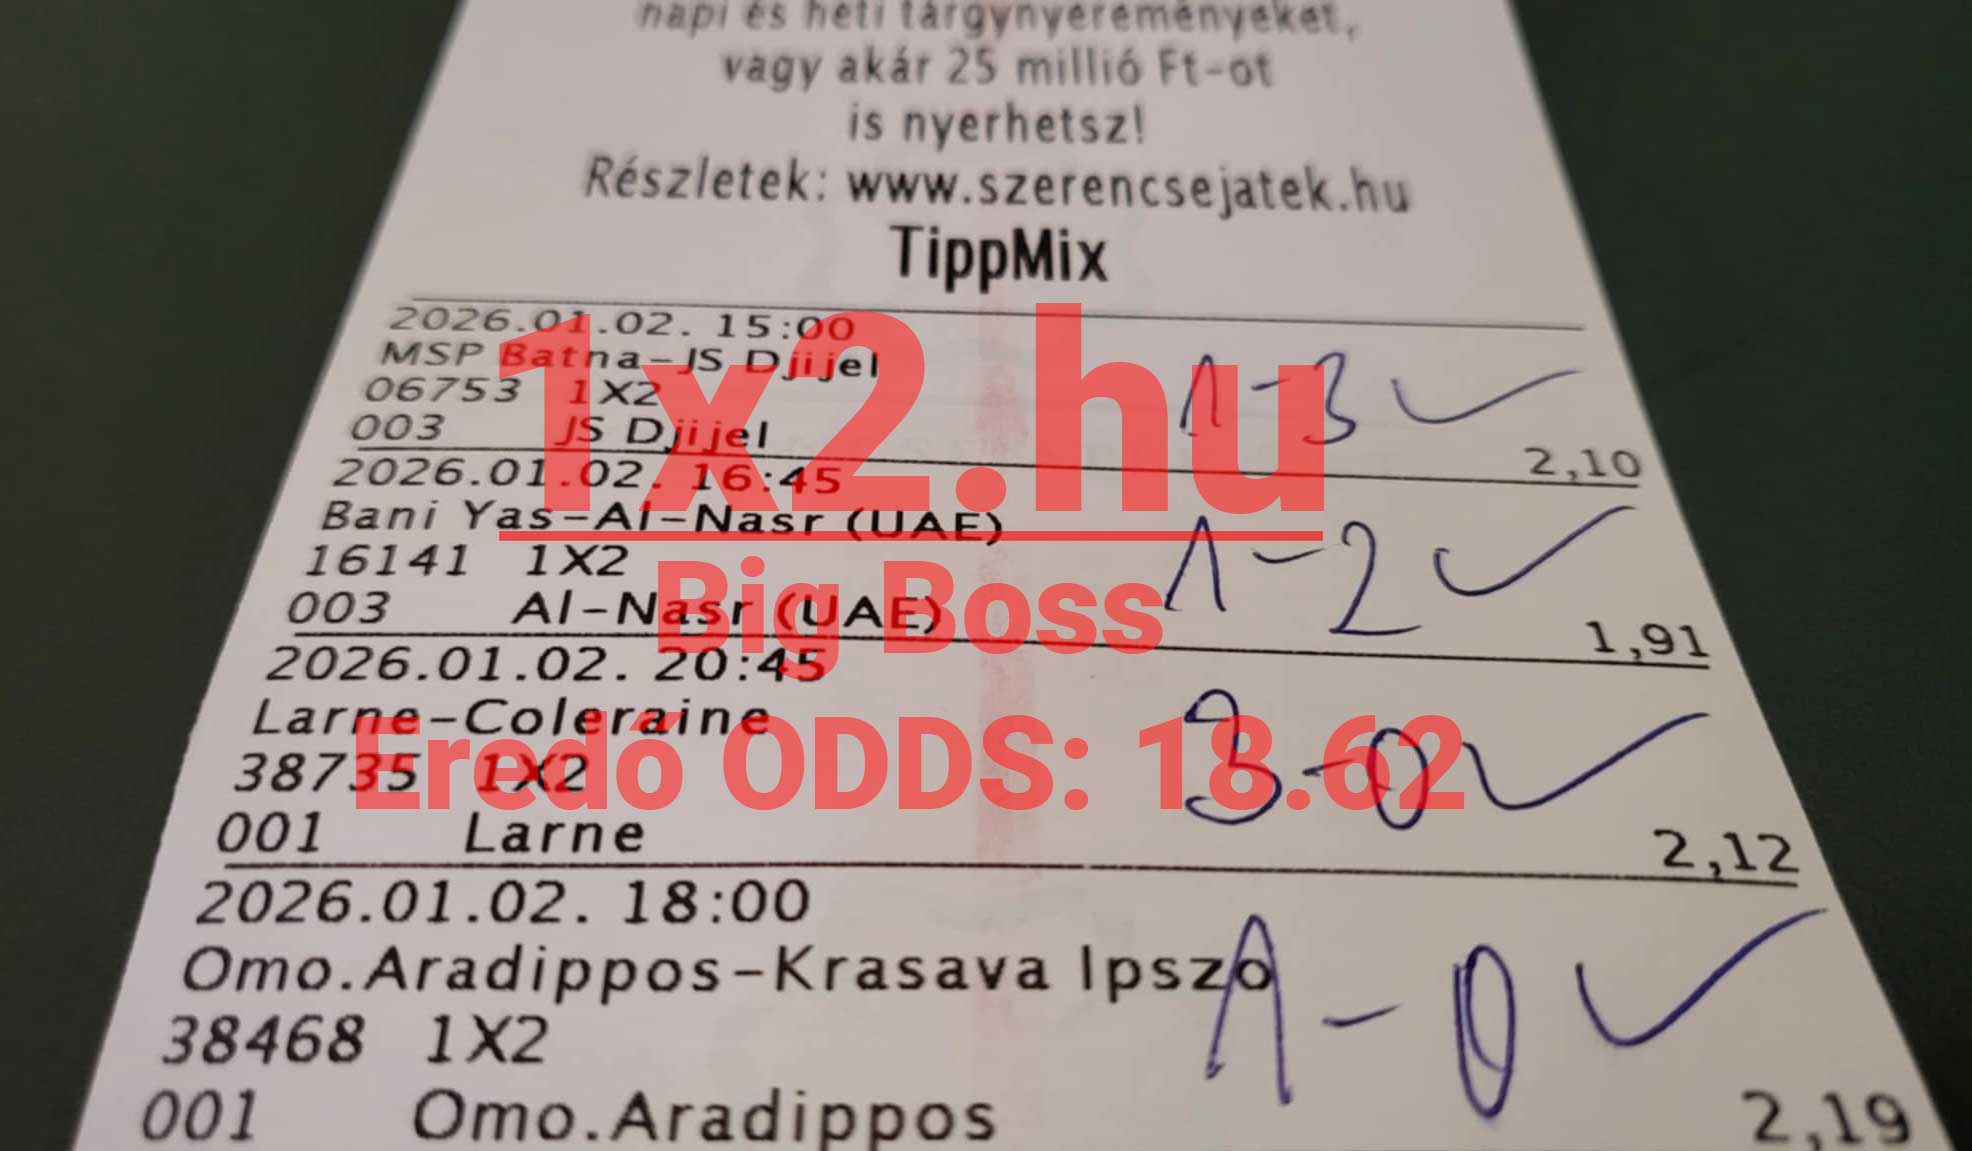 napi és heti tárgynyereményeket,
vagy akár 25 millió Ft-ot
is nyerhetsz!
Részletek: www.szerencsejatek.hu
TippMix
2026.01.02. 15:00
MSP Batna-JS Djijel
06753 1X2
1-3
003 JS Djijel
2,10
2026.01.02. 16:45
Bani Yas-Al-Nasr (UAE)
16141 1X2
1-2
003 Al-Nasr (UAE)
1,91
2026.01.02. 20:45
Larne-Coleraine
38735 1X2
3-0
001 Larne
2,12
2026.01.02. 18:00
Omo.Aradippos-Krasava Ipszo
38468 1X2
1-0
001 Omo.Aradippos
2,19
1x2.hu
Big Boss
Eredő ODDS: 18.62